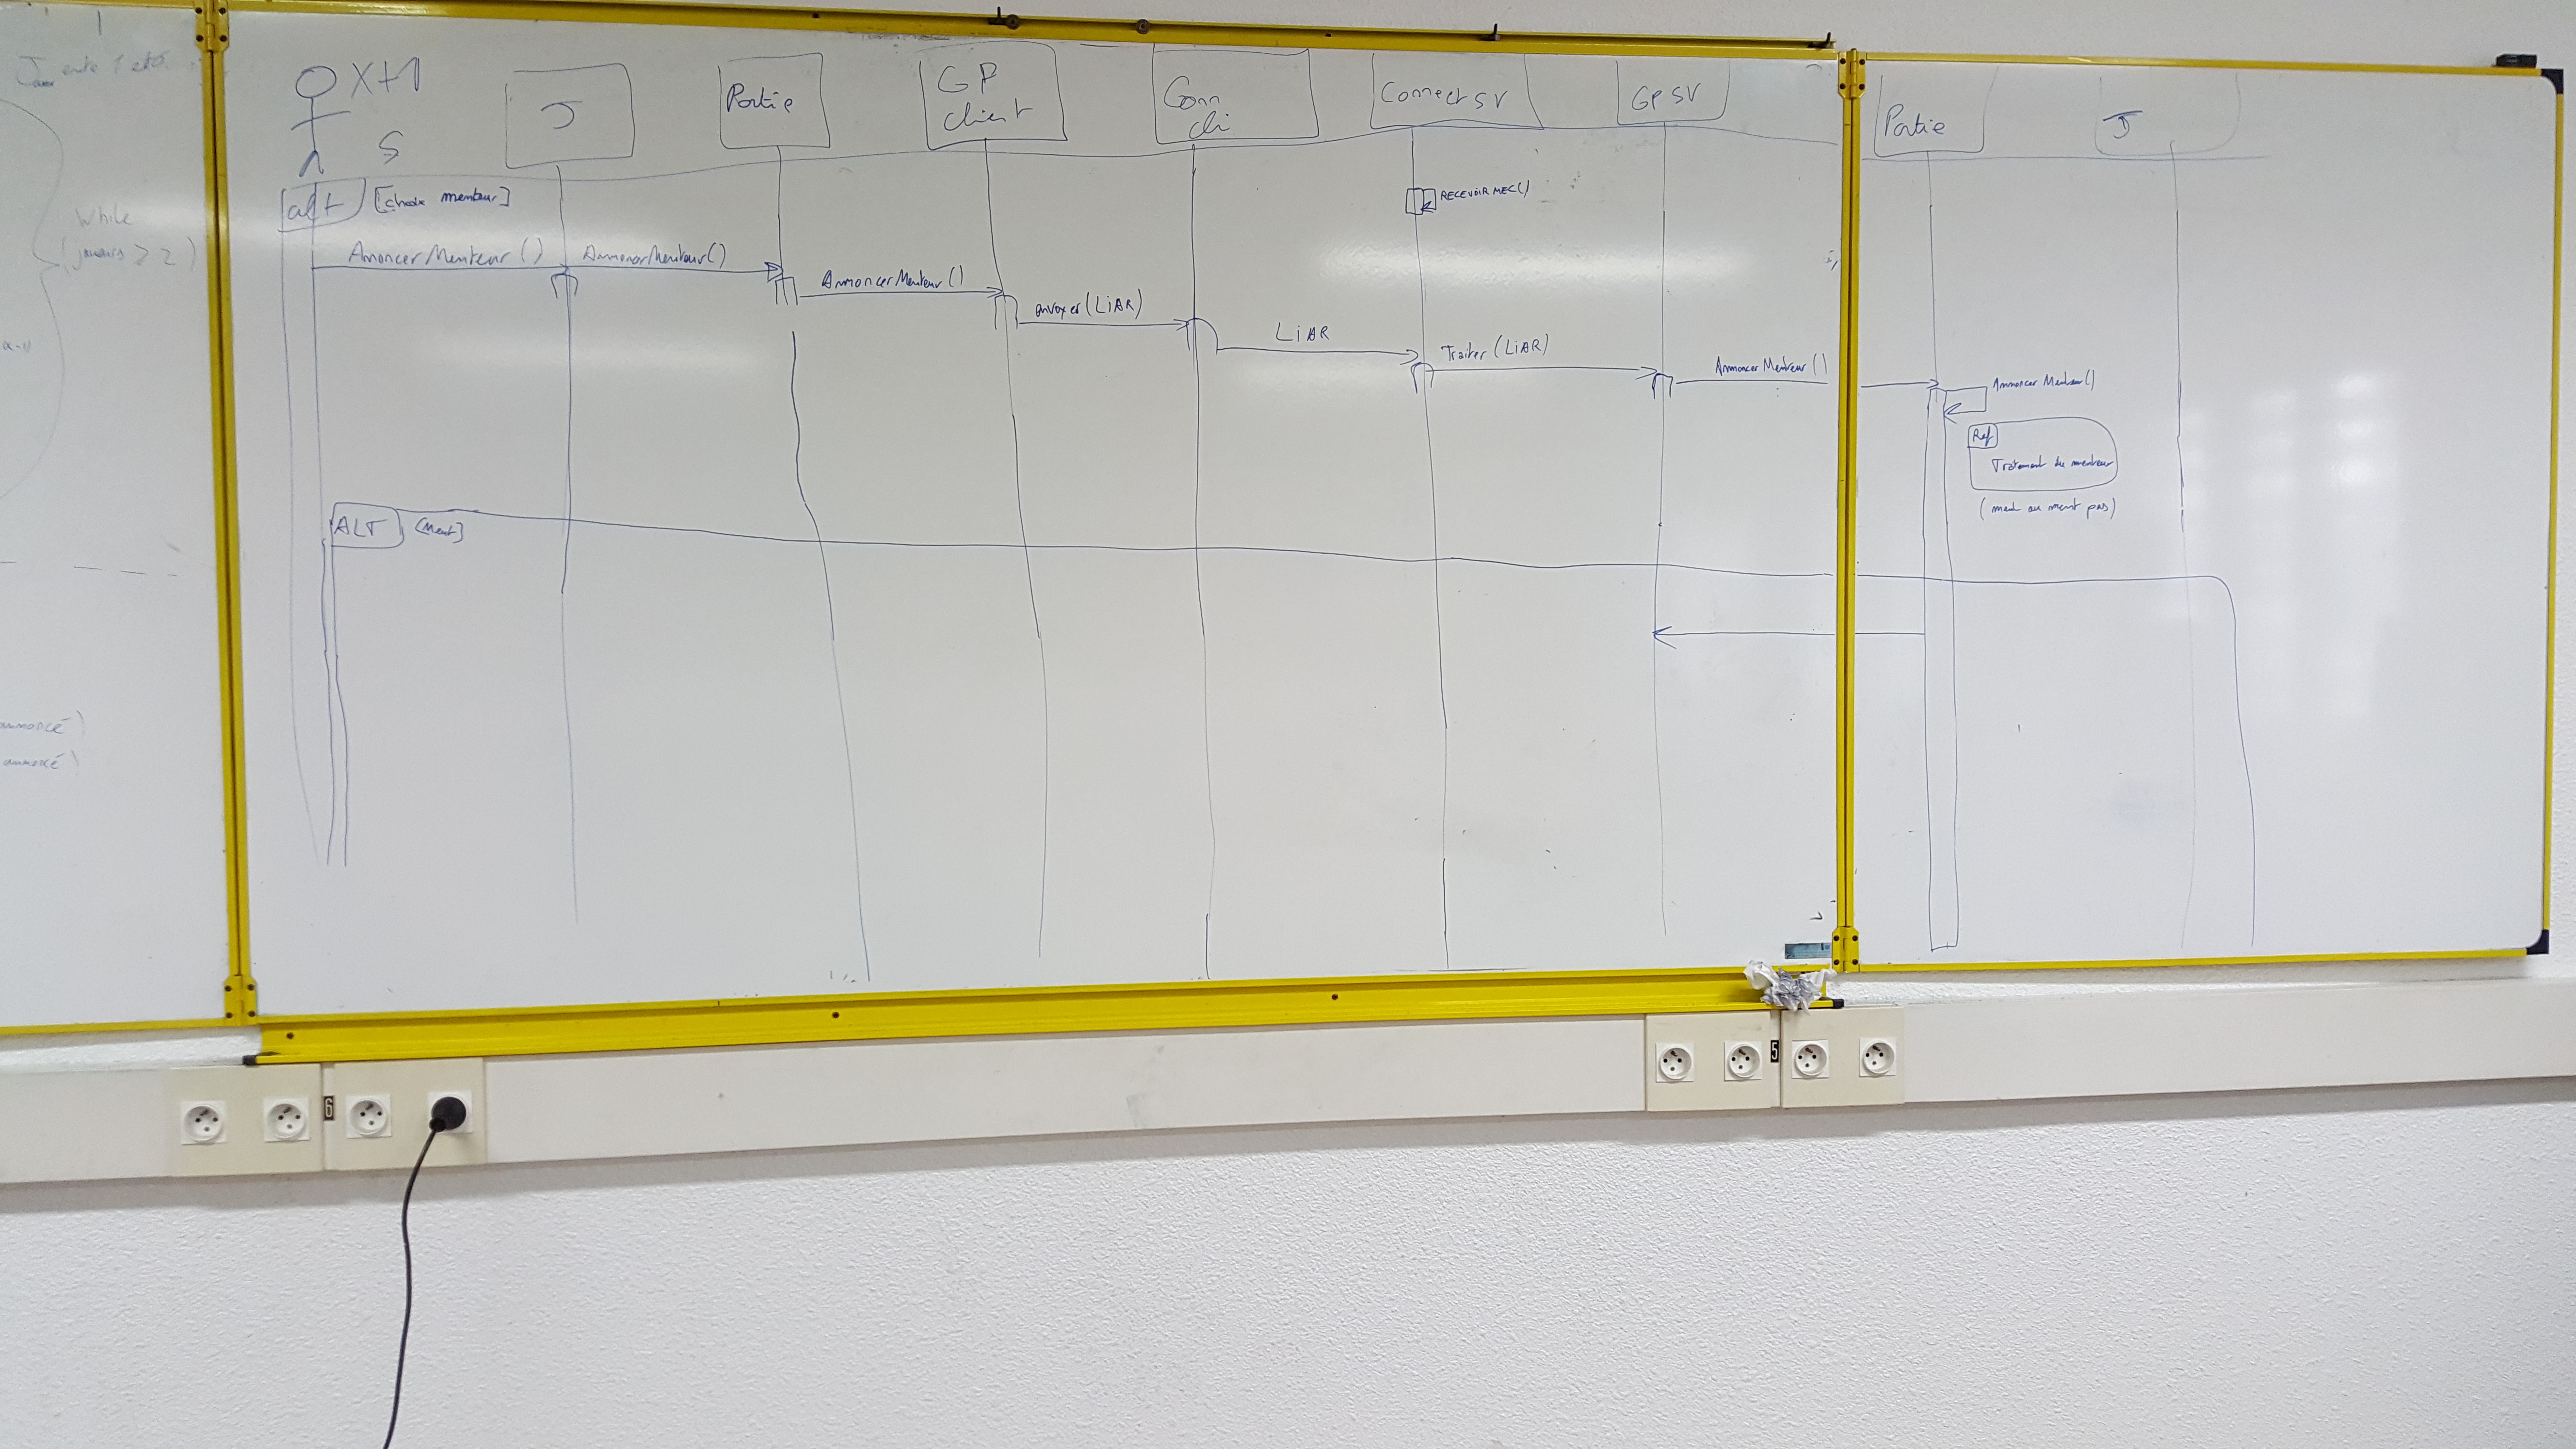 entre 1 et
While
(joueurs > 2)
annoncé)
annoncé)
X+1
S
J
Partie
GP
client
Conn
cli
Connect SV
GP SV
Partie
J
alt [choix menteur]
RECEVOIR MEC()
AnnoncerMenteur()
AnnoncerMenteur()
AnnoncerMenteur()
envoyer(LiAR)
LiAR
Traiter(LiAR)
AnnoncerMenteur()
AnnoncerMenteur()
Ref
Traitement du menteur
(ment ou ment pas)
ALT [Ment]
6
5